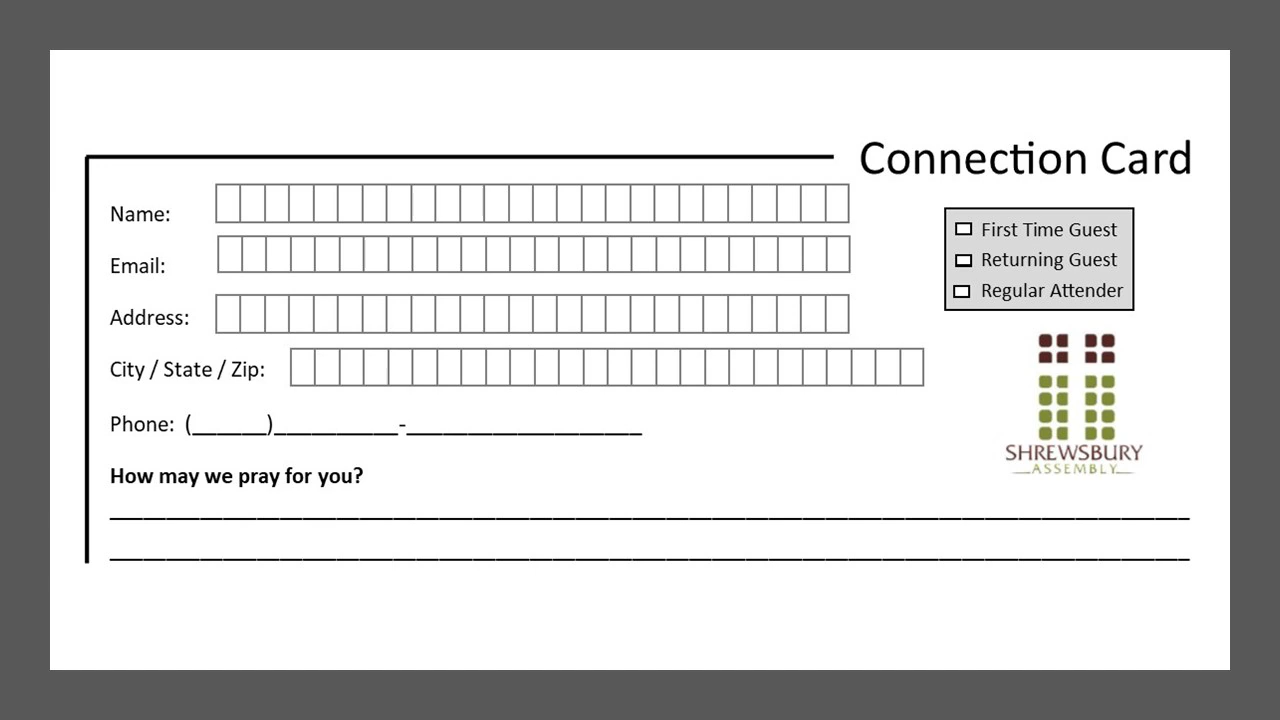 Connection Card
Name:
Email:
Address:
City / State / Zip:
Phone: (______)__________-___________________
How may we pray for you?
First Time Guest
Returning Guest
Regular Attender
SHREWSBURY
ASSEMBLY